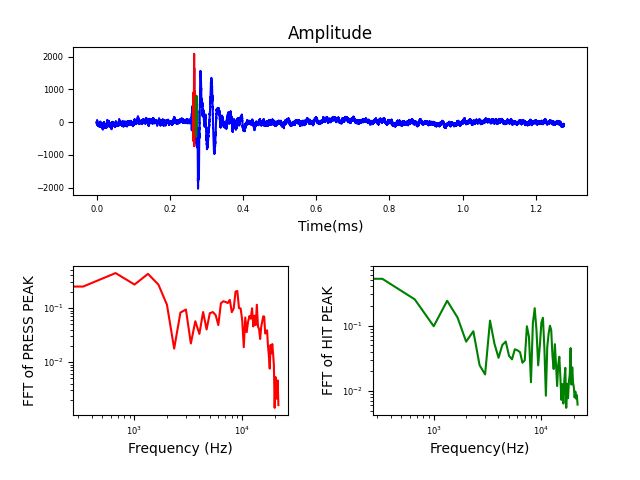 Amplitude
2000
1000
0
−1000
−2000
0.0 0.2 0.4 0.6 0.8 1.0 1.2
Time(ms)
FFT of PRESS PEAK
10⁻¹
10⁻²
10³ 10⁴
Frequency (Hz)
FFT of HIT PEAK
10⁻¹
10⁻²
10³ 10⁴
Frequency(Hz)